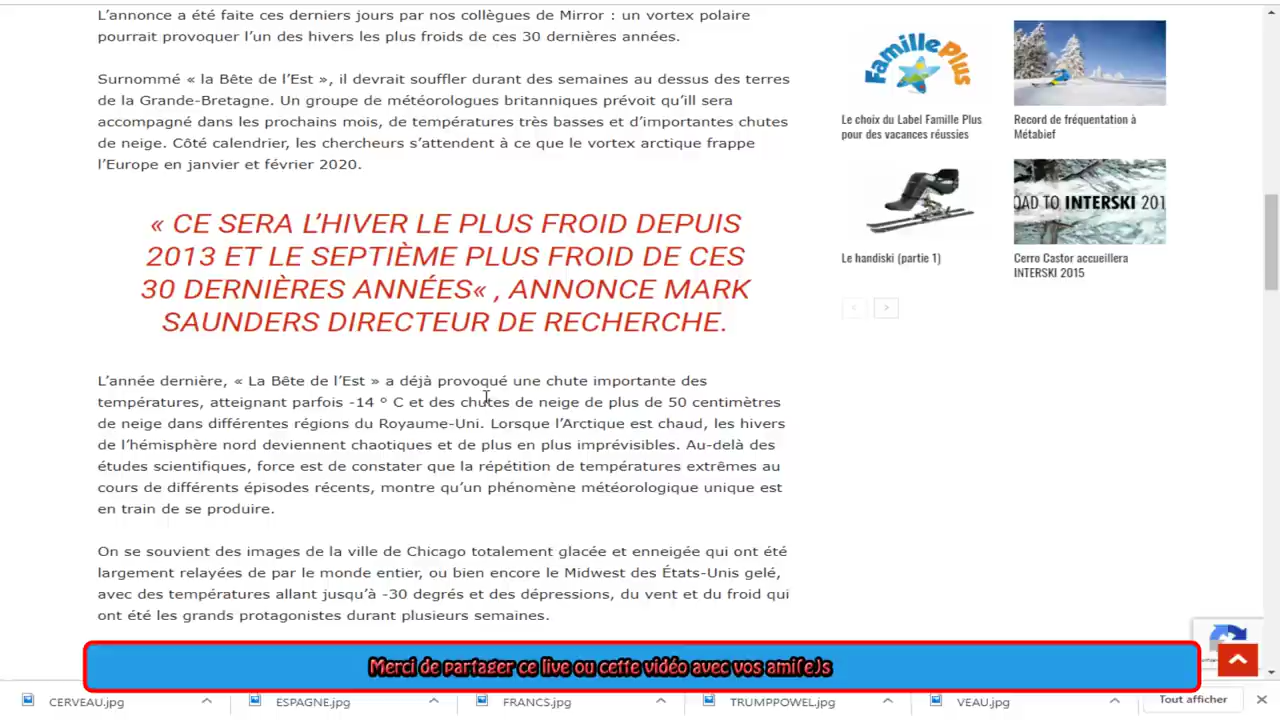 L’annonce a été faite ces derniers jours par nos collègues de Mirror : un vortex polaire
pourrait provoquer l’un des hivers les plus froids de ces 30 dernières années.
Surnommé « la Bête de l’Est », il devrait souffler durant des semaines au dessus des terres
de la Grande-Bretagne. Un groupe de météorologues britanniques prévoit qu’ill sera
accompagné dans les prochains mois, de températures très basses et d’importantes chutes
de neige. Côté calendrier, les chercheurs s’attendent à ce que le vortex arctique frappe
l’Europe en janvier et février 2020.
« CE SERA L’HIVER LE PLUS FROID DEPUIS
2013 ET LE SEPTIÈME PLUS FROID DE CES
30 DERNIÈRES ANNÉES« , ANNONCE MARK
SAUNDERS DIRECTEUR DE RECHERCHE.
L’année dernière, « La Bête de l’Est » a déjà provoqué une chute importante des
températures, atteignant parfois -14 ° C et des chutes de neige de plus de 50 centimètres
de neige dans différentes régions du Royaume-Uni. Lorsque l’Arctique est chaud, les hivers
de l’hémisphère nord deviennent chaotiques et de plus en plus imprévisibles. Au-delà des
études scientifiques, force est de constater que la répétition de températures extrêmes au
cours de différents épisodes récents, montre qu’un phénomène météorologique unique est
en train de se produire.
On se souvient des images de la ville de Chicago totalement glacée et enneigée qui ont été
largement relayées de par le monde entier, ou bien encore le Midwest des États-Unis gelé,
avec des températures allant jusqu’à -30 degrés et des dépressions, du vent et du froid qui
ont été les grands protagonistes durant plusieurs semaines.
FamillePlus
Le choix du Label Famille Plus
pour des vacances réussies
Record de fréquentation à
Métabief
Le handiski (partie 1)
OAD TO INTERSKI 201
Cerro Castor accueillera
INTERSKI 2015
Merci de partager ce live ou cette vidéo avec vos ami(e)s
CERVEAU.jpg
ESPAGNE.jpg
FRANCS.jpg
TRUMPPOWEL.jpg
VEAU.jpg
Tout afficher